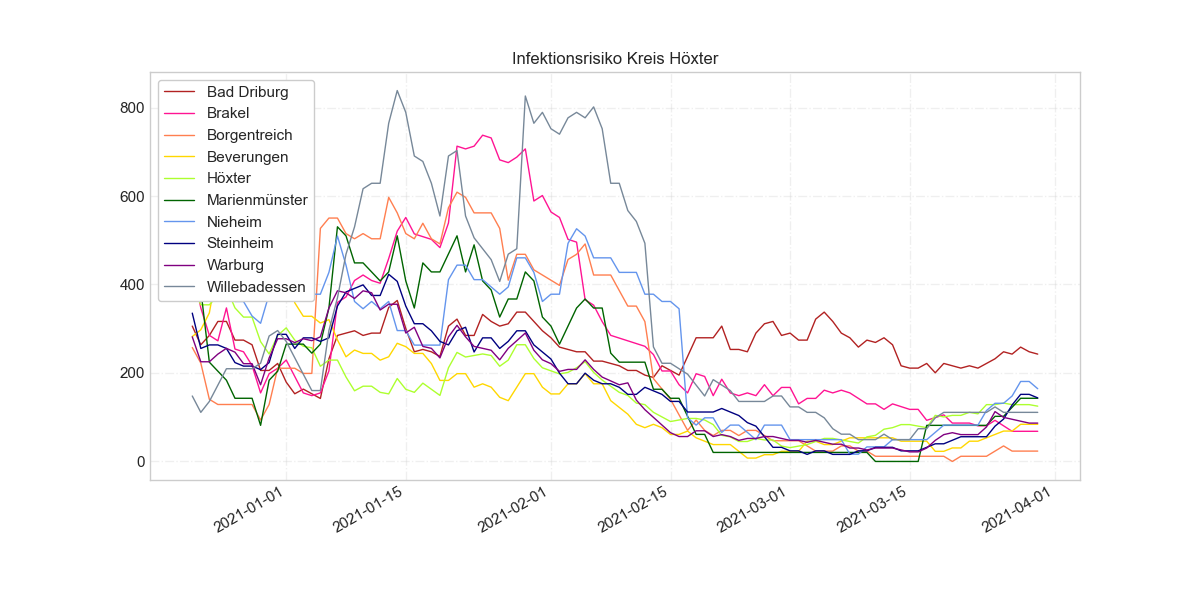 Infektionsrisiko Kreis Höxter
Bad Driburg
Brakel
Borgentreich
Beverungen
Höxter
Marienmünster
Nieheim
Steinheim
Warburg
Willebadessen
800
600
400
200
0
2021-01-01
2021-01-15
2021-02-01
2021-02-15
2021-03-01
2021-03-15
2021-04-01